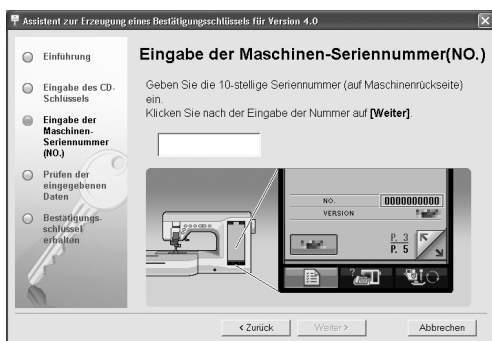 Assistent zur Erzeugung eines Bestätigungsschlüssels für Version 4.0
Einführung
Eingabe des CD-
Schlüssels
Eingabe der
Maschinen-
Seriennummer
(NO.)
Prüfen der
eingegebenen
Daten
Bestätigungs-
schlüssel
erhalten
Eingabe der Maschinen-Seriennummer(NO.)
Geben Sie die 10-stellige Seriennummer (auf Maschinenrückseite)
ein.
Klicken Sie nach der Eingabe der Nummer auf [Weiter].
NO. 0000000000
VERSION
P. 3
P. 5
?
< Zurück Weiter > Abbrechen